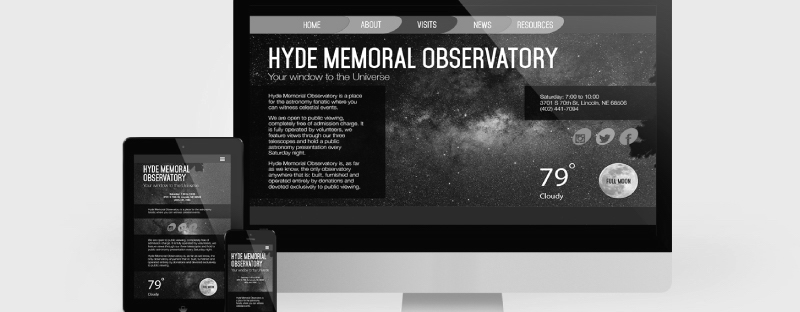 HOME ABOUT VISITS NEWS RESOURCES
HYDE MEMORAL OBSERVATORY
Your window to the Universe
Hyde Memorial Observatory is a place
for the astronomy fanatic where you
can witness celestial events.
We are open to public viewing,
completely free of admission charge. It
is fully operated by volunteers, we
feature views through our three
telescopes and hold a public
astronomy presentation every
Saturday night.
Hyde Memorial Observatory is, as far
as we know, the only observatory
anywhere that is: built, furnished and
operated entirely by donations and
devoted exclusively to public viewing.
Saturday: 7:00 to 10:00
3701 S 70th St, Lincoln, NE 68506
(402) 441-7094
79°
Cloudy
FULL MOON
HYDE MEMORAL
OBSERVATORY
Your window to the Universe
79°
Cloudy
HYDE MEMORAL
OBSERVATORY
Your window to the Universe